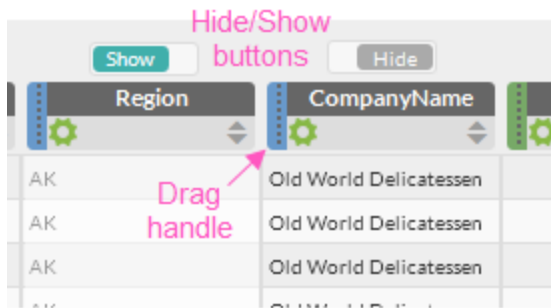 Hide/Show
buttons
Show
Hide
Region
CompanyName
AK
Old World Delicatessen
Drag
handle
AK
Old World Delicatessen
AK
Old World Delicatessen